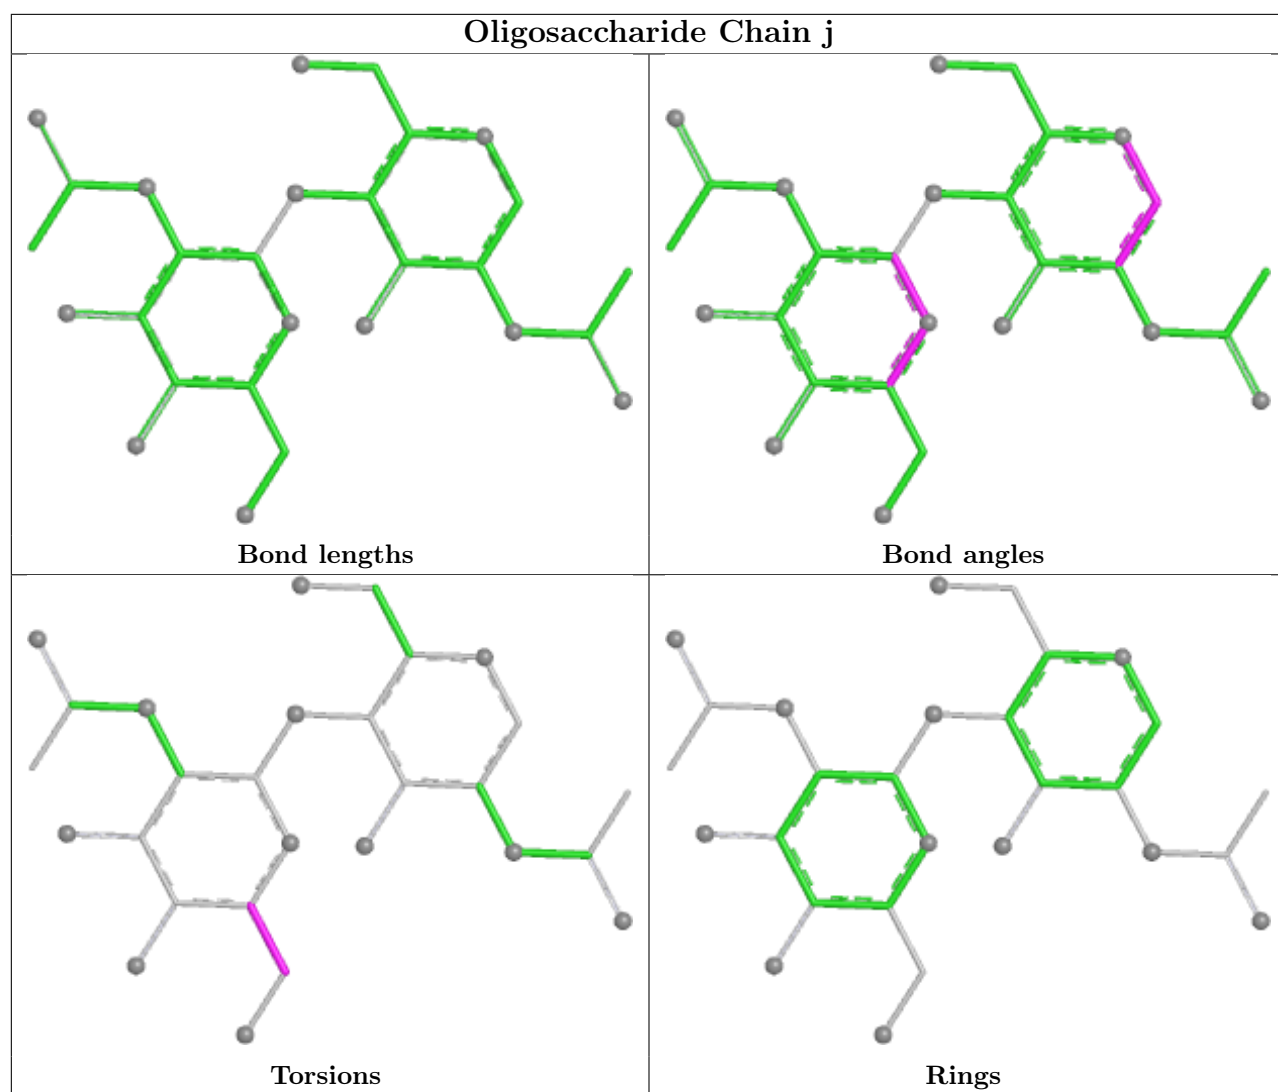 Oligosaccharide Chain j
Bond lengths
Bond angles
Torsions
Rings